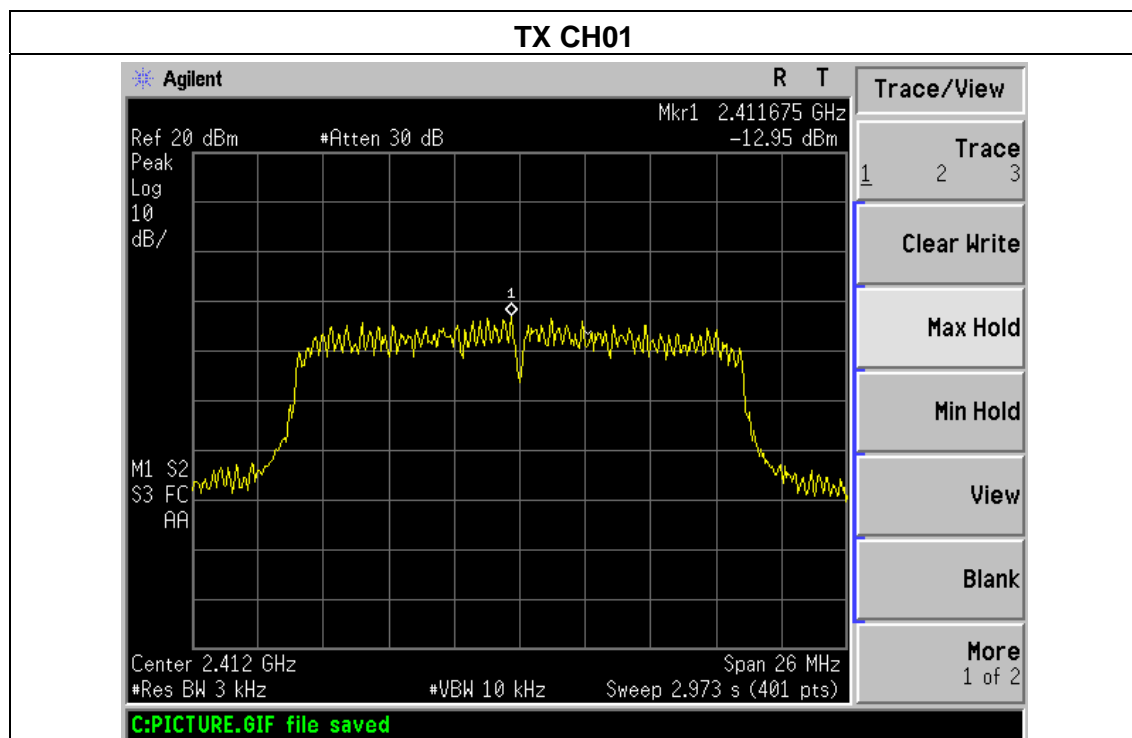 TX CH01
Agilent R T
Mkr1 2.411675 GHz
Ref 20 dBm #Atten 30 dB -12.95 dBm
Peak
Log
10
dB/
1
M1 S2
S3 FC
AA
Center 2.412 GHz Span 26 MHz
#Res BW 3 kHz #VBW 10 kHz Sweep 2.973 s (401 pts)
C:PICTURE.GIF file saved
Trace/View
Trace
1 2 3
Clear Write
Max Hold
Min Hold
View
Blank
More
1 of 2